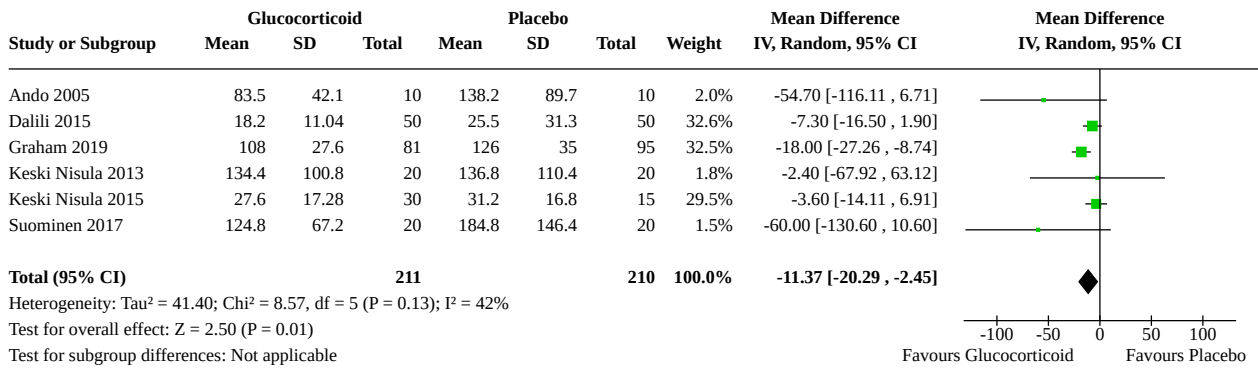 Glucocorticoid Placebo Mean Difference Mean Difference
Study or Subgroup Mean SD Total Mean SD Total Weight IV, Random, 95% CI IV, Random, 95% CI
Ando 2005 83.5 42.1 10 138.2 89.7 10 2.0% -54.70 [-116.11 , 6.71]
Dalili 2015 18.2 11.04 50 25.5 31.3 50 32.6% -7.30 [-16.50 , 1.90]
Graham 2019 108 27.6 81 126 35 95 32.5% -18.00 [-27.26 , -8.74]
Keski Nisula 2013 134.4 100.8 20 136.8 110.4 20 1.8% -2.40 [-67.92 , 63.12]
Keski Nisula 2015 27.6 17.28 30 31.2 16.8 15 29.5% -3.60 [-14.11 , 6.91]
Suominen 2017 124.8 67.2 20 184.8 146.4 20 1.5% -60.00 [-130.60 , 10.60]
Total (95% CI) 211 210 100.0% -11.37 [-20.29 , -2.45]
Heterogeneity: Tau² = 41.40; Chi² = 8.57, df = 5 (P = 0.13); I² = 42%
Test for overall effect: Z = 2.50 (P = 0.01)
-100 -50 0 50 100
Test for subgroup differences: Not applicable Favours Glucocorticoid Favours Placebo